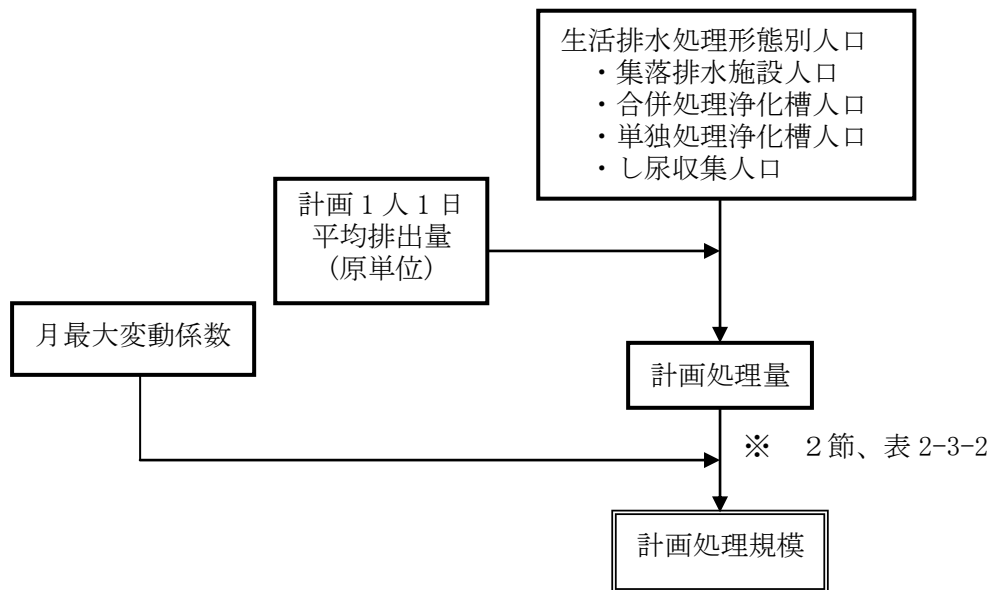 生活排水処理形態別人口
・集落排水施設人口
・合併処理浄化槽人口
・単独処理浄化槽人口
・し尿収集人口
計画1人1日
平均排出量
(原単位)
月最大変動係数
計画処理量
※　2節、表2-3-2
計画処理規模